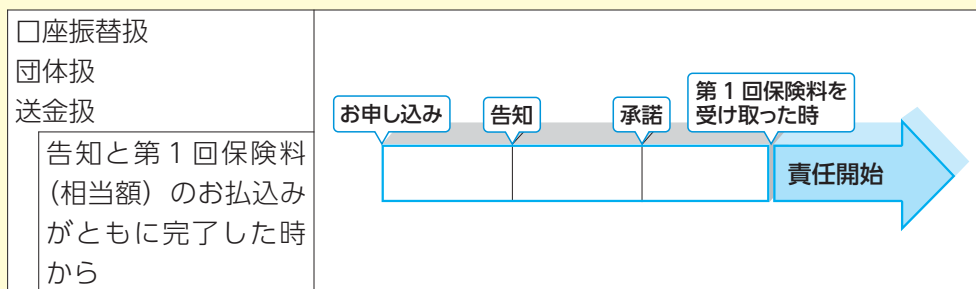 口座振替扱
団体扱
送金扱
告知と第1回保険料
(相当額)のお払込み
がともに完了した時
から
お申し込み
告知
承諾
第1回保険料を
受け取った時
責任開始